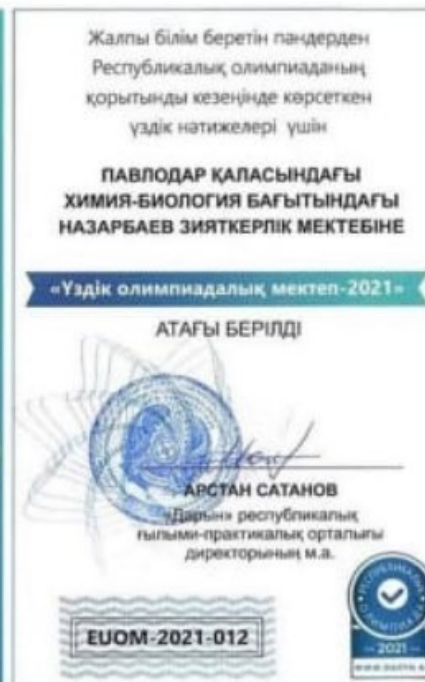 Жалпы білім беретін пәндерден
Республикалық олимпиаданың
қорытынды кезеңінде көрсеткен
үздік нәтижелері үшін
ПАВЛОДАР ҚАЛАСЫНДАҒЫ
ХИМИЯ-БИОЛОГИЯ БАҒЫТЫНДАҒЫ
НАЗАРБАЕВ ЗИЯТКЕРЛІК МЕКТЕБІНЕ
«Үздік олимпиадалық мектеп-2021»
АТАҒЫ БЕРІЛДІ
АРСТАН САТАНОВ
«Дарын» республикалық
ғылыми-практикалық орталығы
директорының м.а.
EUOM-2021-012
РЕСПУБЛИКАЛЫҚ
ОЛИМПИАДА
2021